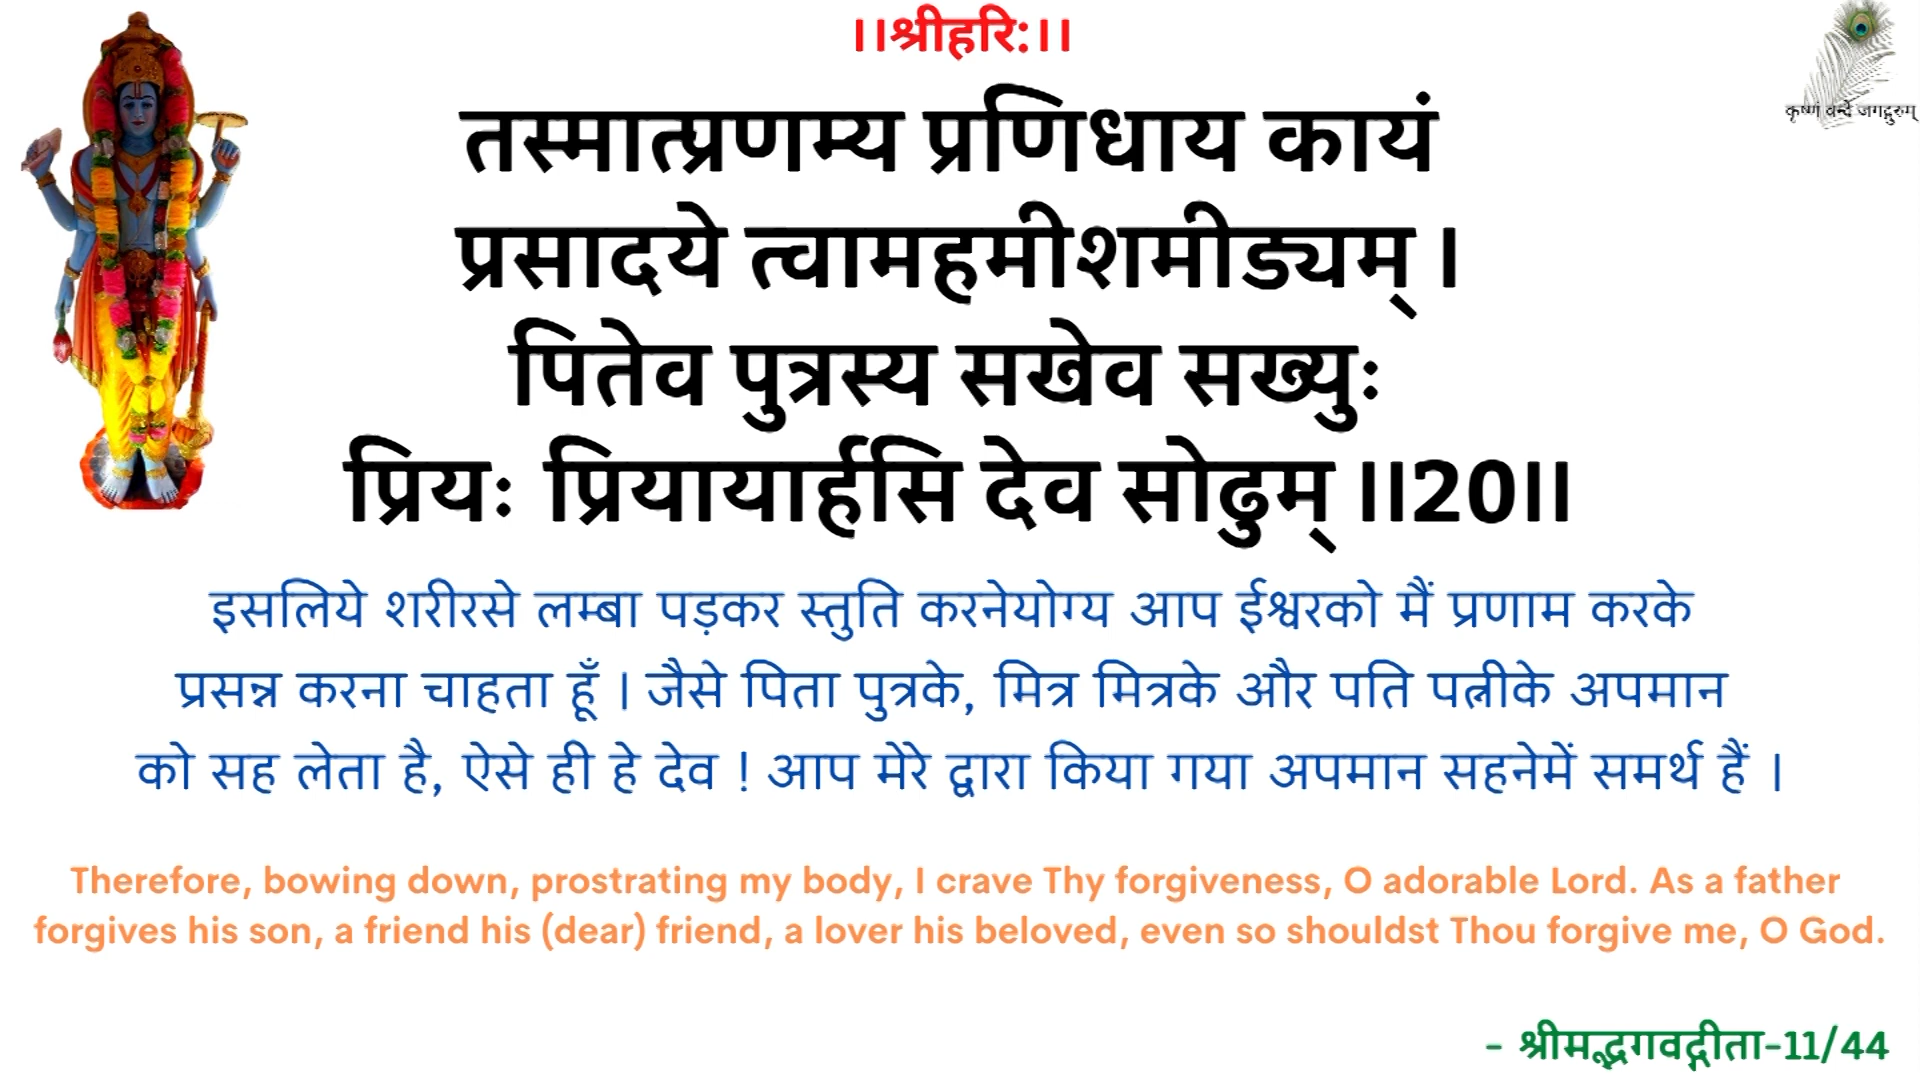 ।।श्रीहरि:।।
कृष्णं वन्दे जगद्गुरुम्
तस्मात्प्रणम्य प्रणिधाय कायं
प्रसादये त्वामहमीशमीड्यम् ।
पितेव पुत्रस्य सखेव सख्युः
प्रियः प्रियायार्हसि देव सोढुम् ।।20।।
इसलिये शरीरसे लम्बा पड़कर स्तुति करनेयोग्य आप ईश्वरको मैं प्रणाम करके
प्रसन्न करना चाहता हूँ । जैसे पिता पुत्रके, मित्र मित्रके और पति पत्नीके अपमान
को सह लेता है, ऐसे ही हे देव ! आप मेरे द्वारा किया गया अपमान सहनेमें समर्थ हैं ।
Therefore, bowing down, prostrating my body, I crave Thy forgiveness, O adorable Lord. As a father
forgives his son, a friend his (dear) friend, a lover his beloved, even so shouldst Thou forgive me, O God.
- श्रीमद्भगवद्गीता-11/44